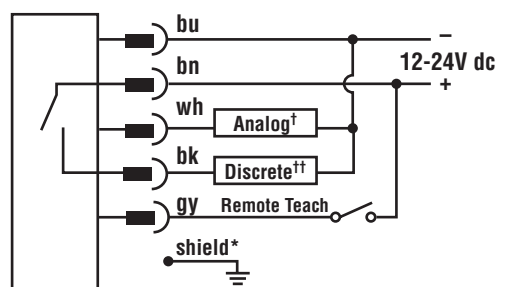 bu
–
12-24V dc
bn
+
wh
Analog†
bk
Discrete††
gy
Remote Teach
shield*